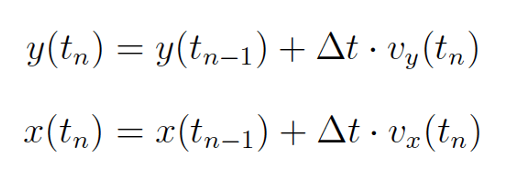 y(tₙ) = y(tₙ₋₁) + Δt · v_y(tₙ)
x(tₙ) = x(tₙ₋₁) + Δt · vₓ(tₙ)